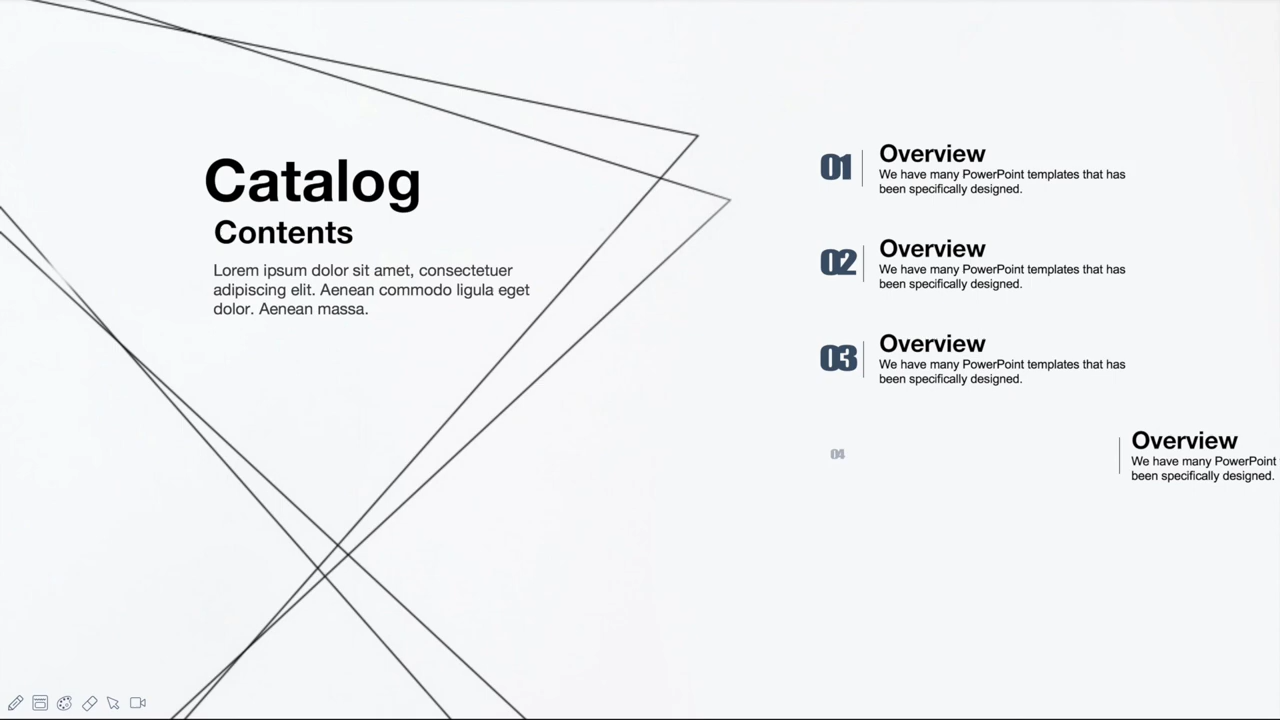 Catalog
Contents
Lorem ipsum dolor sit amet, consectetuer
adipiscing elit. Aenean commodo ligula eget
dolor. Aenean massa.
01
Overview
We have many PowerPoint templates that has
been specifically designed.
02
Overview
We have many PowerPoint templates that has
been specifically designed.
03
Overview
We have many PowerPoint templates that has
been specifically designed.
04
Overview
We have many PowerPoint
been specifically designed.